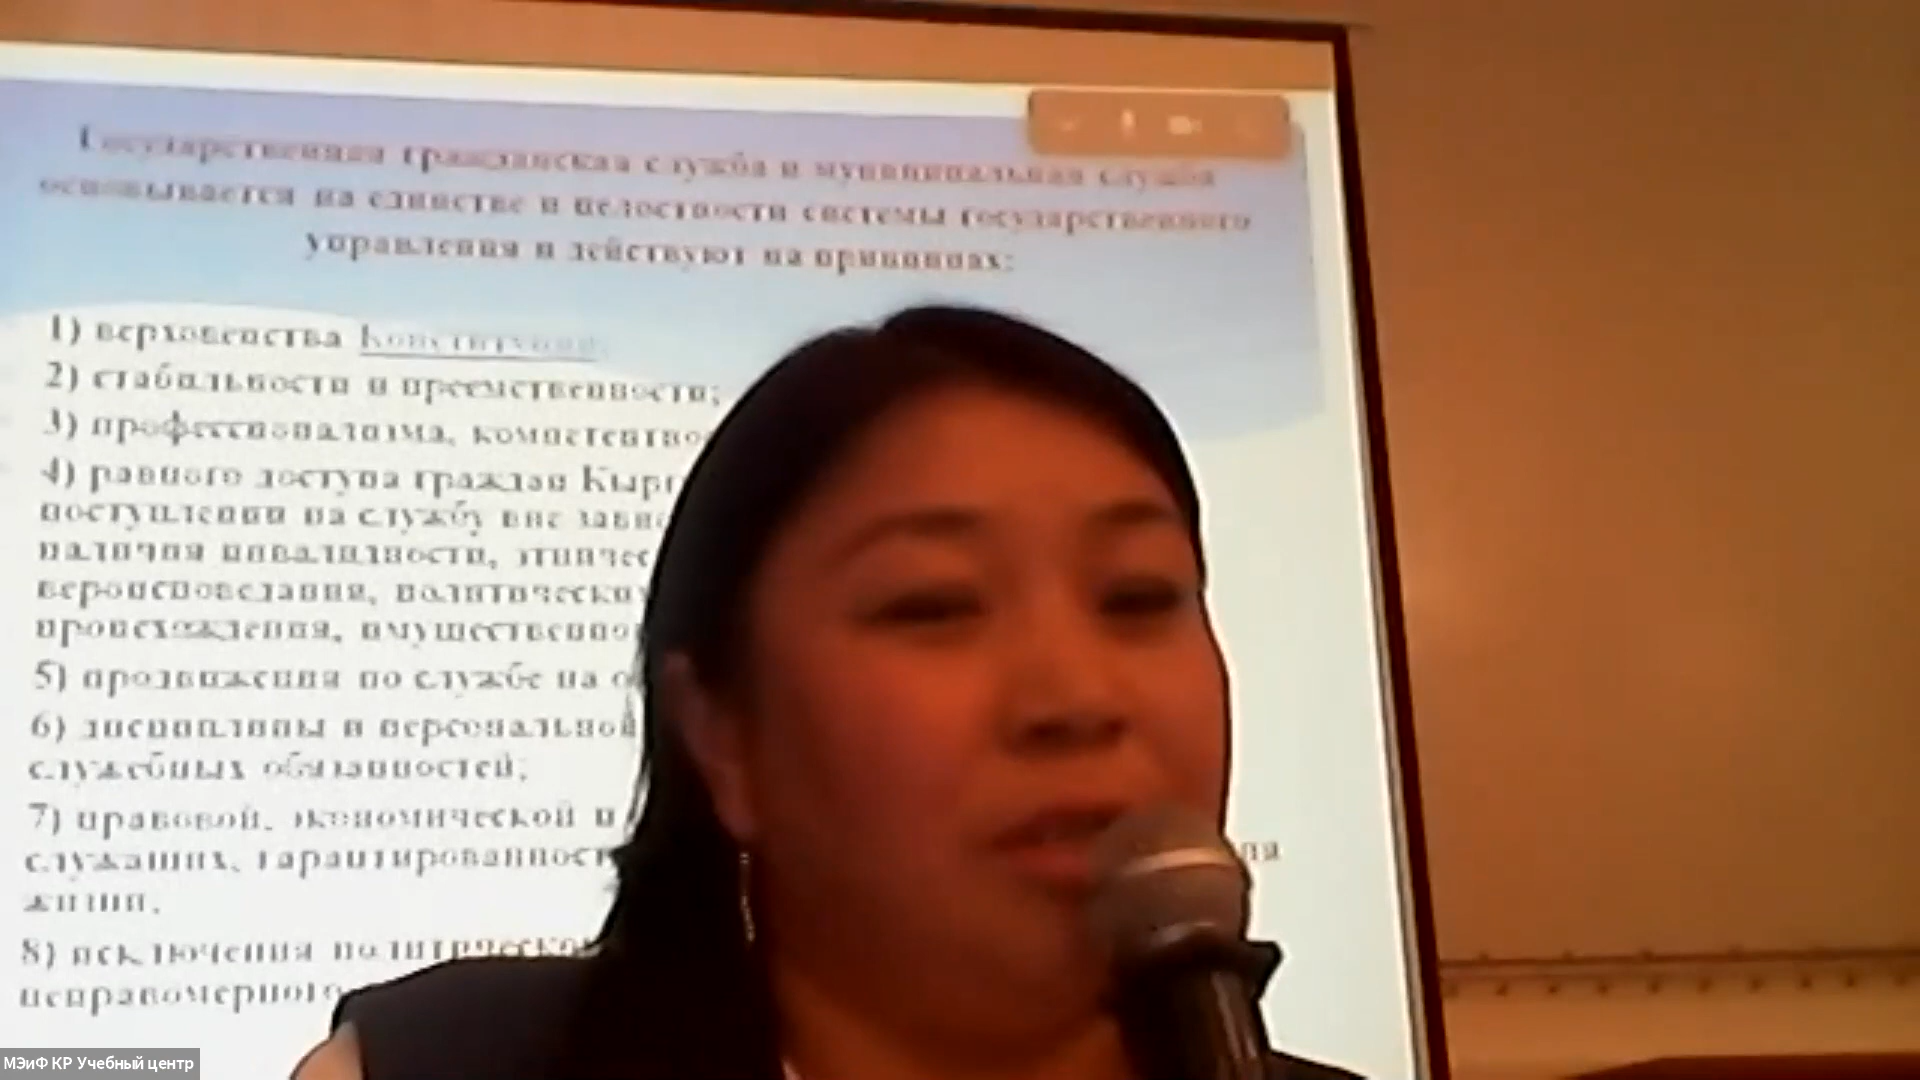 Государственная гражданская служба и муниципальная служба
основывается на единстве и целостности системы государственного
управления и действуют на принципах:
1) верховенства Конституции;
2) стабильности и преемственности;
3) профессионализма, компетентно
4) равного доступа граждан Кырг
поступлении на службу вне зави
наличия инвалидности, этничес
вероисповедания, политически
происхождения, имущественно
5) продвижения по службе на о
6) дисциплины и персональной
служебных обязанностей;
7) правовой, экономической и
служащих, гарантированност
жизни.
8) исключения политическо
неправомерного
МЭиФ КР Учебный центр